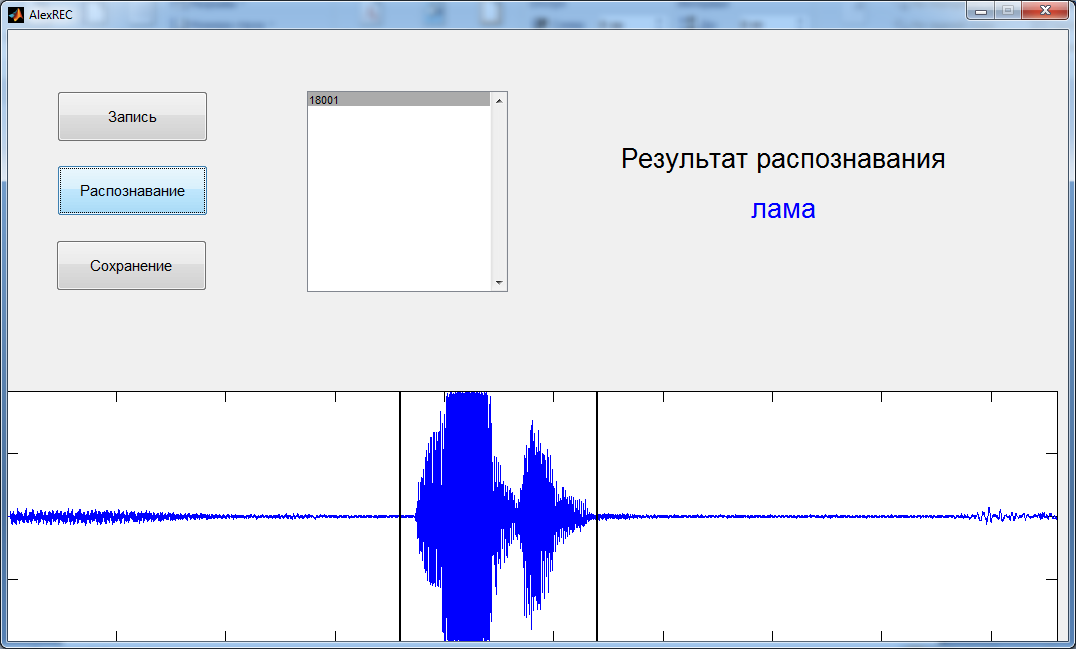 AlexREC
Запись
Распознавание
Сохранение
18001
Результат распознавания
лама